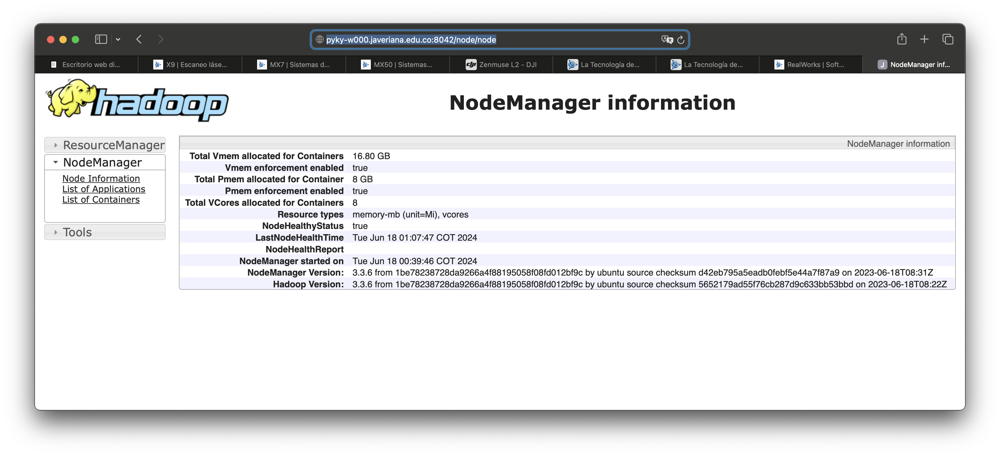 pyky-w000.javeriana.edu.co:8042/node/node
Escritorio web di...
X9 | Escaneo láse...
MX7 | Sistemas d...
MX50 | Sistemas...
dji Zenmuse L2 - DJI
La Tecnología de...
La Tecnología de...
RealWorks | Soft...
J NodeManager inf...
hadoop
NodeManager information
ResourceManager
NodeManager
Node Information
List of Applications
List of Containers
Tools
NodeManager information
Total Vmem allocated for Containers 16.80 GB
Vmem enforcement enabled true
Total Pmem allocated for Container 8 GB
Pmem enforcement enabled true
Total VCores allocated for Containers 8
Resource types memory-mb (unit=Mi), vcores
NodeHealthyStatus true
LastNodeHealthTime Tue Jun 18 01:07:47 COT 2024
NodeHealthReport
NodeManager started on Tue Jun 18 00:39:46 COT 2024
NodeManager Version: 3.3.6 from 1be78238728da9266a4f88195058f08fd012bf9c by ubuntu source checksum d42eb795a5eadb0febf5e44a7f87a9 on 2023-06-18T08:31Z
Hadoop Version: 3.3.6 from 1be78238728da9266a4f88195058f08fd012bf9c by ubuntu source checksum 5652179ad55f76cb287d9c633bb53bbd on 2023-06-18T08:22Z